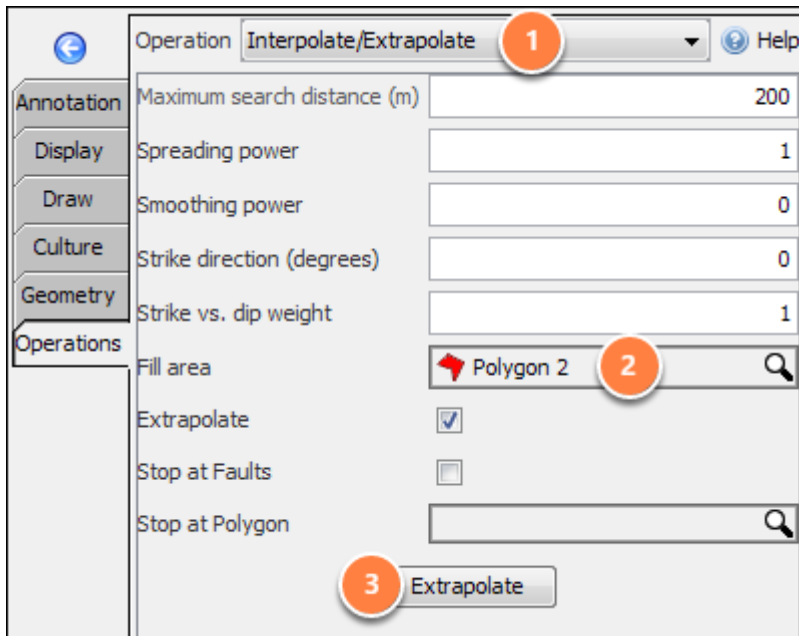 Operation Interpolate/Extrapolate 1 Help
Annotation
Display
Draw
Culture
Geometry
Operations
Maximum search distance (m) 200
Spreading power 1
Smoothing power 0
Strike direction (degrees) 0
Strike vs. dip weight 1
Fill area Polygon 2 2
Extrapolate
Stop at Faults
Stop at Polygon
3 Extrapolate